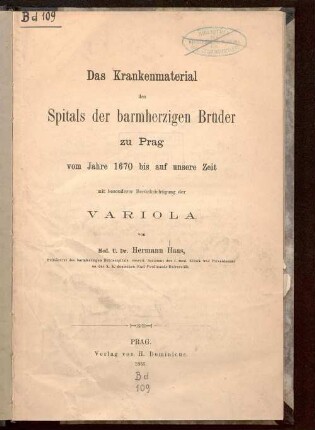 Bd 109
Das Krankenmaterial
des
Spitals der barmherzigen Brüder
zu Prag
vom Jahre 1670 bis auf unsere Zeit
mit besonderer Berücksichtigung der
VARIOLA
von
Med. U. Dr. Hermann Haas,
PRAG.
Verlag von H. Dominicus.
Bd
109